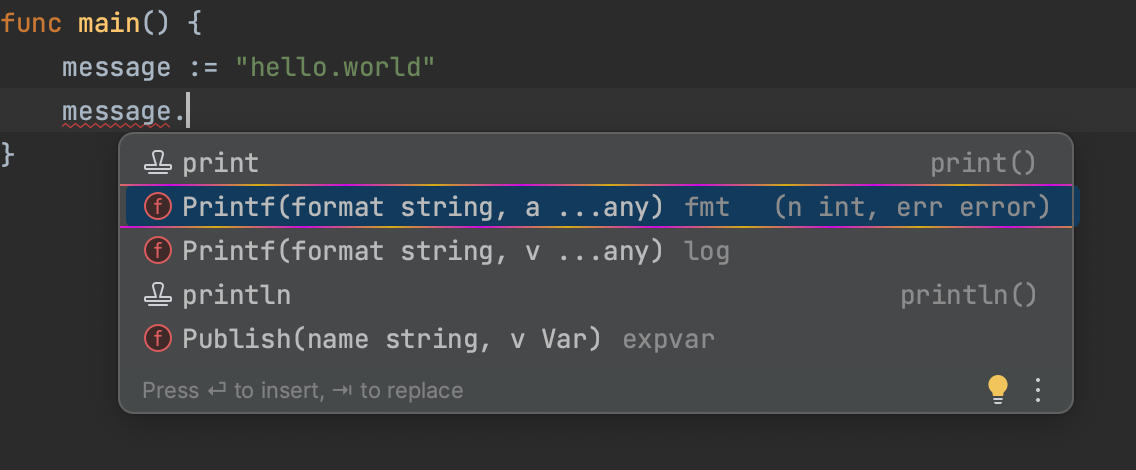 func main() {
message := "hello.world"
message.
}
print print()
f Printf(format string, a ...any) fmt (n int, err error)
f Printf(format string, v ...any) log
println println()
f Publish(name string, v Var) expvar
Press ⏎ to insert, ⇥ to replace